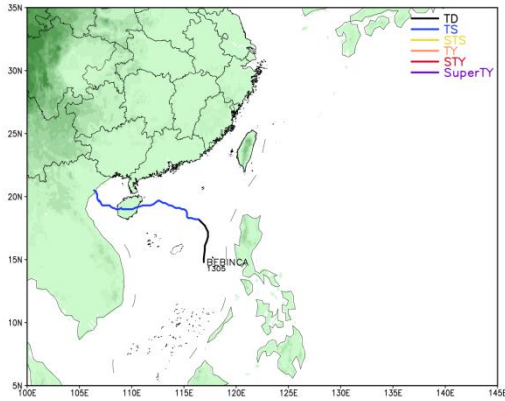 35N
TD
TS
STS
TY
STY
SuperTY
30N
25N
20N
15N
BEBINCA
1305
10N
5N
100E 105E 110E 115E 120E 125E 130E 135E 140E 145E